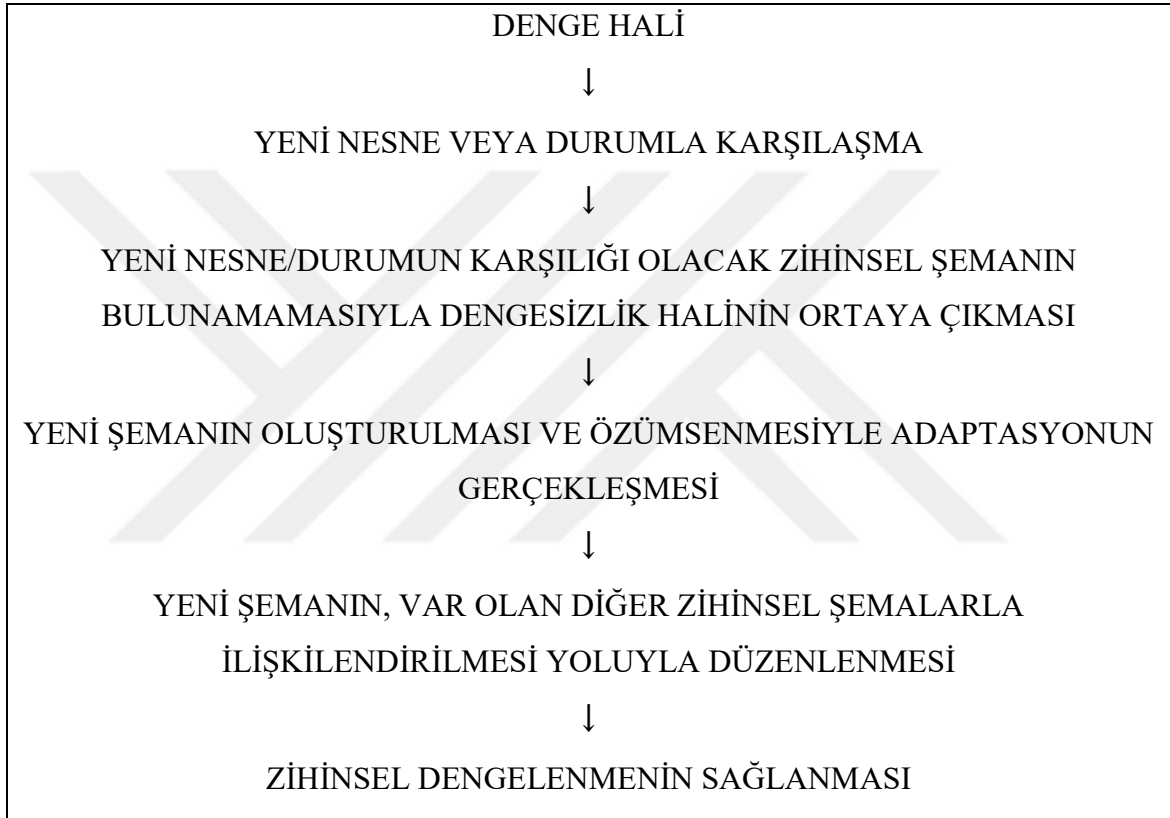 DENGE HALİ
↓
YENİ NESNE VEYA DURUMLA KARŞILAŞMA
↓
YENİ NESNE/DURUMUN KARŞILIĞI OLACAK ZİHİNSEL ŞEMANIN
BULUNAMAMASIYLA DENGESİZLİK HALİNİN ORTAYA ÇIKMASI
↓
YENİ ŞEMANIN OLUŞTURULMASI VE ÖZÜMSENMESİYLE ADAPTASYONUN
GERÇEKLEŞMESİ
↓
YENİ ŞEMANIN, VAR OLAN DİĞER ZİHİNSEL ŞEMALARLA
İLİŞKİLENDİRİLMESİ YOLUYLA DÜZENLENMESİ
↓
ZİHİNSEL DENGELENMENİN SAĞLANMASI